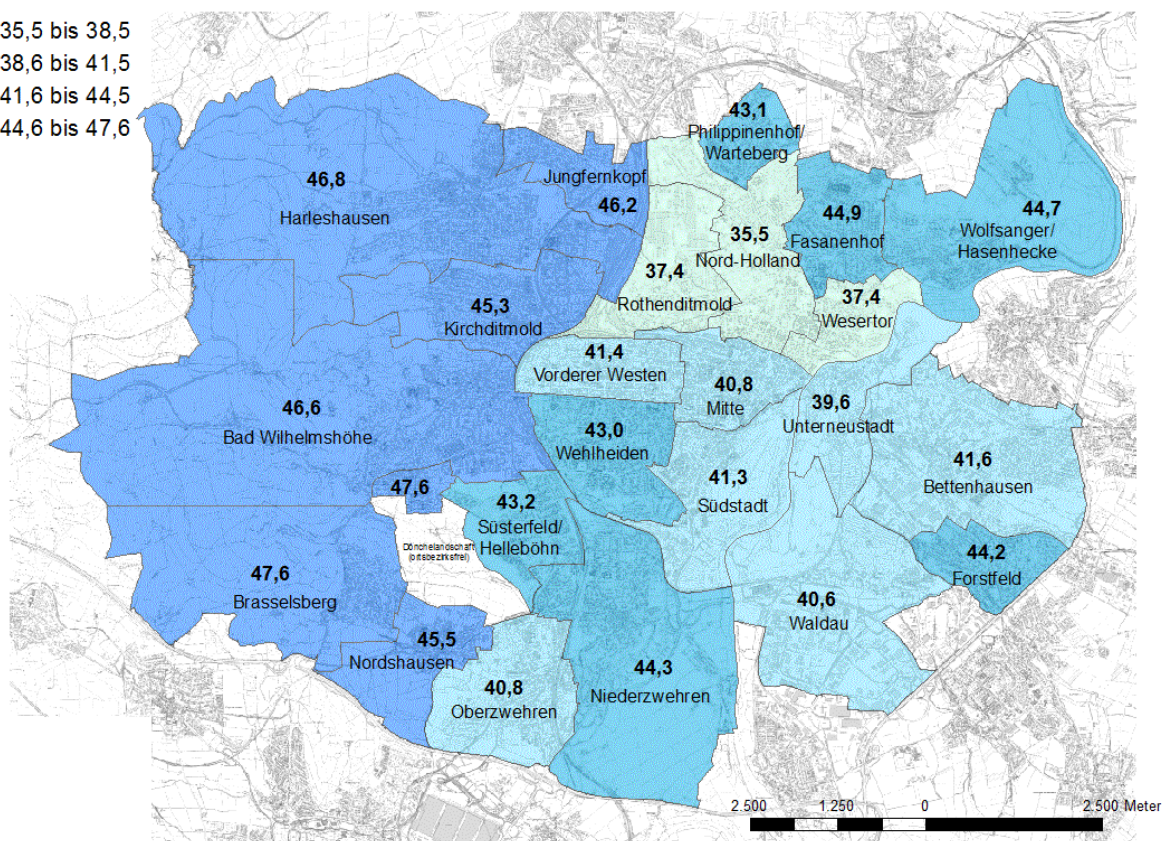 35,5 bis 38,5
38,6 bis 41,5
41,6 bis 44,5
44,6 bis 47,6
43,1
Philippinenhof/
Warteberg
46,8
Harleshausen
Jungfernkopf
46,2
44,9
Fasanenhof
44,7
Wolfsanger/
Hasenhecke
35,5
Nord-Holland
37,4
Rothenditmold
37,4
Wesertor
45,3
Kirchditmold
41,4
Vorderer Westen
40,8
Mitte
39,6
Unterneustadt
46,6
Bad Wilhelmshöhe
43,0
Wehlheiden
41,6
Bettenhausen
47,6
41,3
Südstadt
43,2
Süsterfeld/
Helleböhn
Dönchelandschaft
(ortsbezirksfrei)
44,2
Forstfeld
47,6
Brasselsberg
40,6
Waldau
45,5
Nordshausen
44,3
Niederzwehren
40,8
Oberzwehren
2.500 1.250 0 2.500 Meter